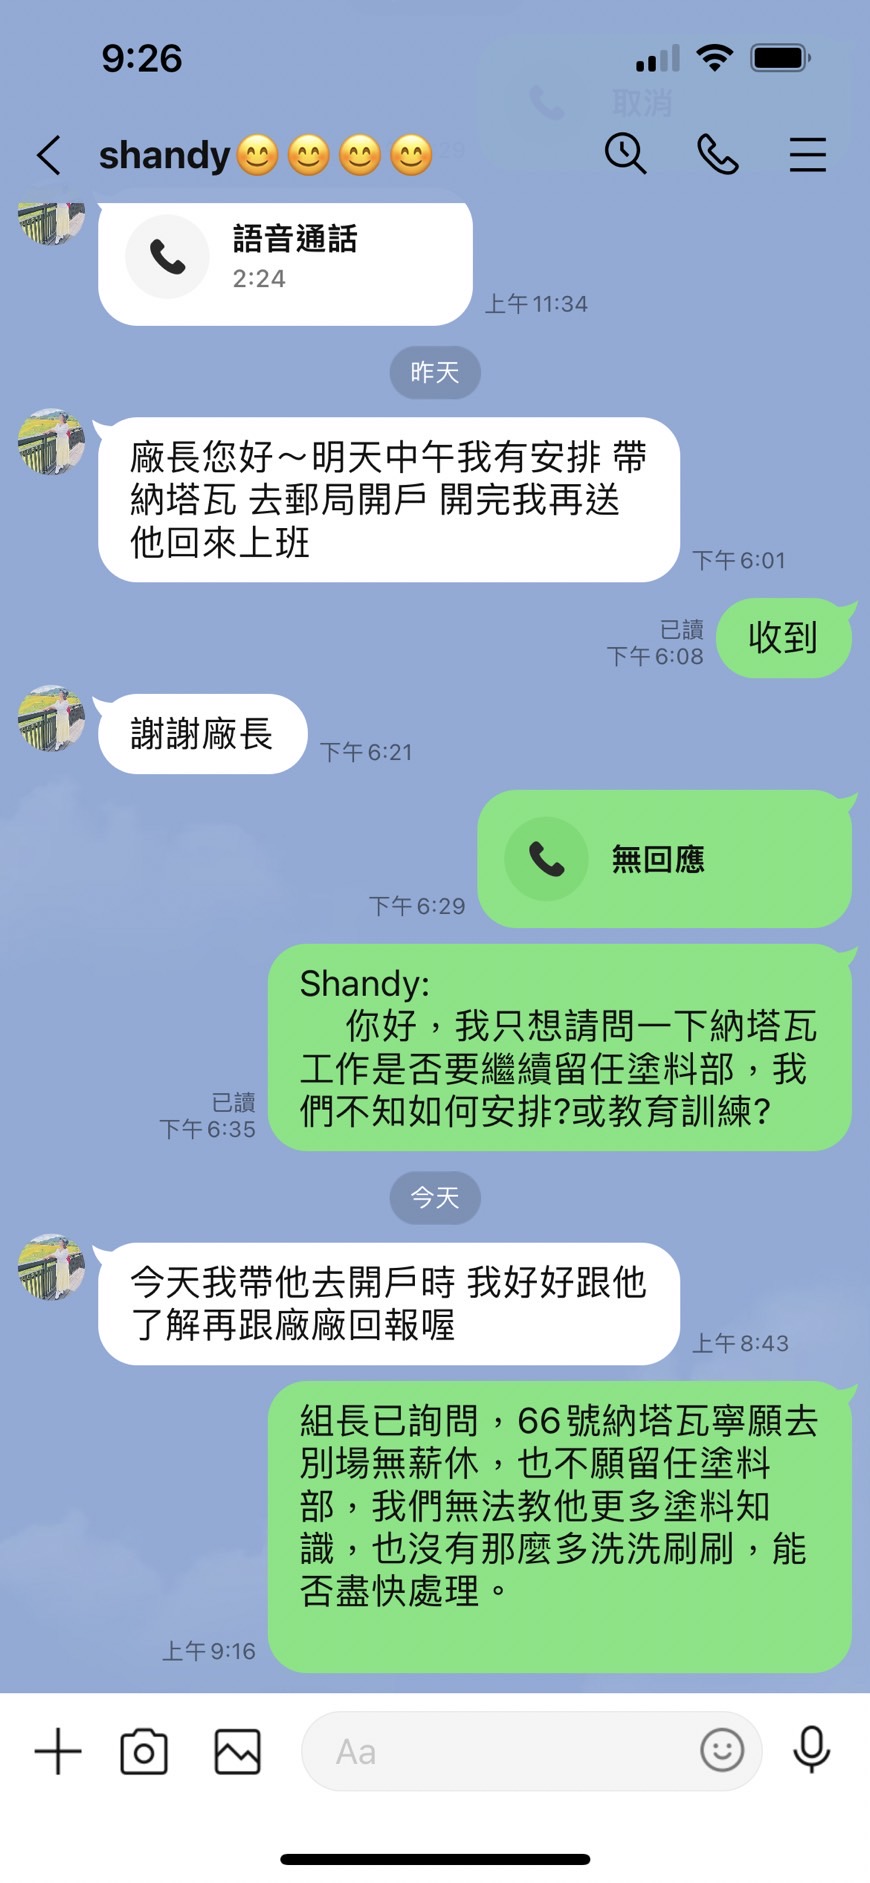 9:26
取消
shandy😊😊😊😊
語音通話
2:24
上午 11:34
昨天
廠長您好～明天中午我有安排 帶
納塔瓦 去郵局開戶 開完我再送
他回來上班
下午 6:01
收到
已讀
下午 6:08
謝謝廠長
下午 6:21
無回應
下午 6:29
Shandy:
你好，我只想請問一下納塔瓦
工作是否要繼續留任塗料部，我
們不知如何安排?或教育訓練?
已讀
下午 6:35
今天
今天我帶他去開戶時 我好好跟他
了解再跟廠廠回報喔
上午 8:43
組長已詢問，66號納塔瓦寧願去
別場無薪休，也不願留任塗料
部，我們無法教他更多塗料知
識，也沒有那麼多洗洗刷刷，能
否盡快處理。
上午 9:16
Aa